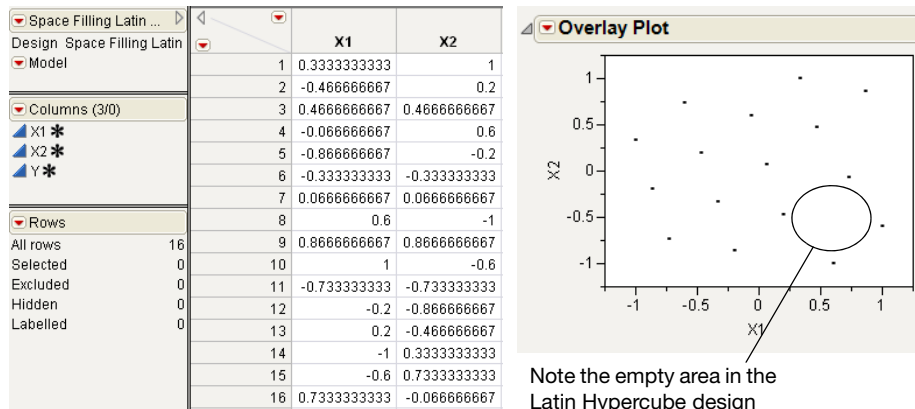 Space Filling Latin ...
Design Space Filling Latin
Model
Columns (3/0)
X1
X2
Y
Rows
All rows 16
Selected 0
Excluded 0
Hidden 0
Labelled 0
X1 X2
1 0.3333333333 1
2 -0.466666667 0.2
3 0.4666666667 0.4666666667
4 -0.066666667 0.6
5 -0.866666667 -0.2
6 -0.333333333 -0.333333333
7 0.0666666667 0.0666666667
8 0.6 -1
9 0.8666666667 0.8666666667
10 1 -0.6
11 -0.733333333 -0.733333333
12 -0.2 -0.866666667
13 0.2 -0.466666667
14 -1 0.3333333333
15 -0.6 0.7333333333
16 0.7333333333 -0.066666667
Overlay Plot
X2
1
0.5
0
-0.5
-1
-1 -0.5 0 0.5 1
X1
Note the empty area in the
Latin Hypercube design